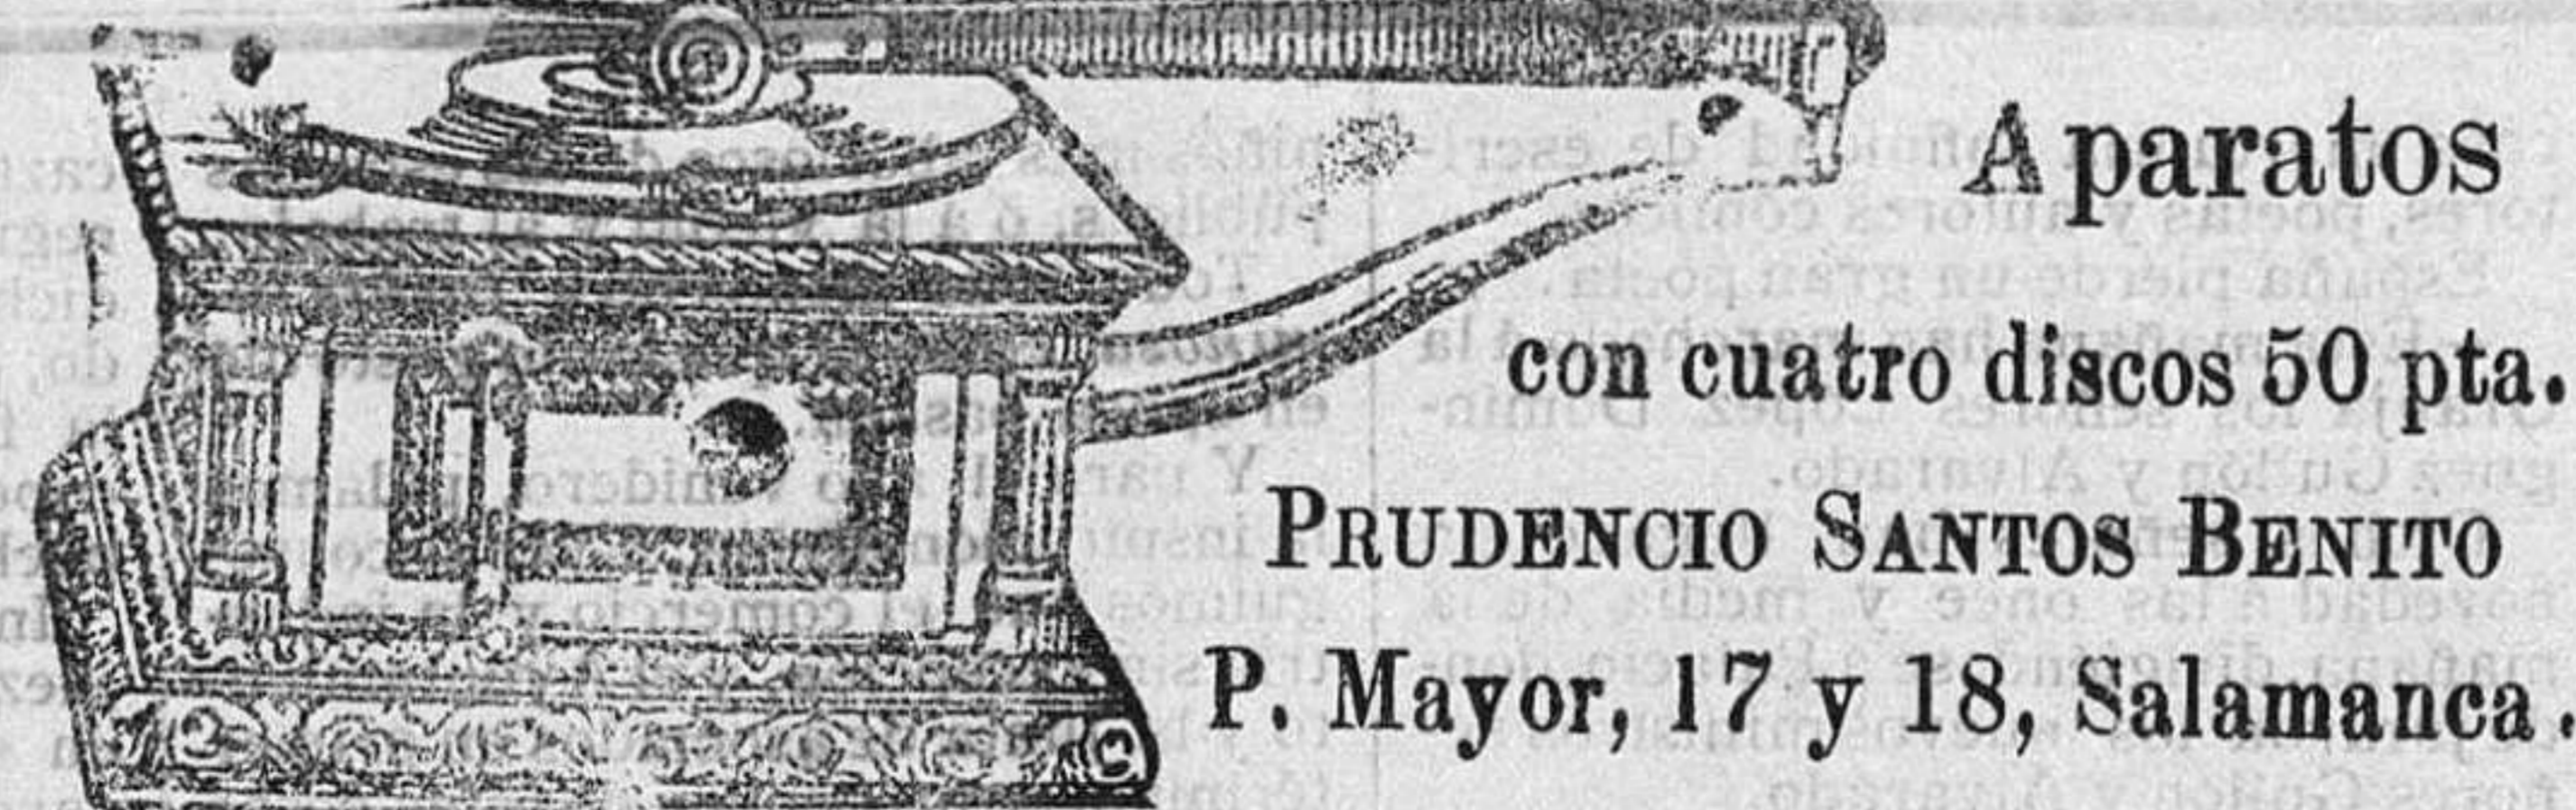 Aparatos
con cuatro discos 50 pta.
PRUDENCIO SANTOS BENITO
P. Mayor, 17 y 18, Salamanca.